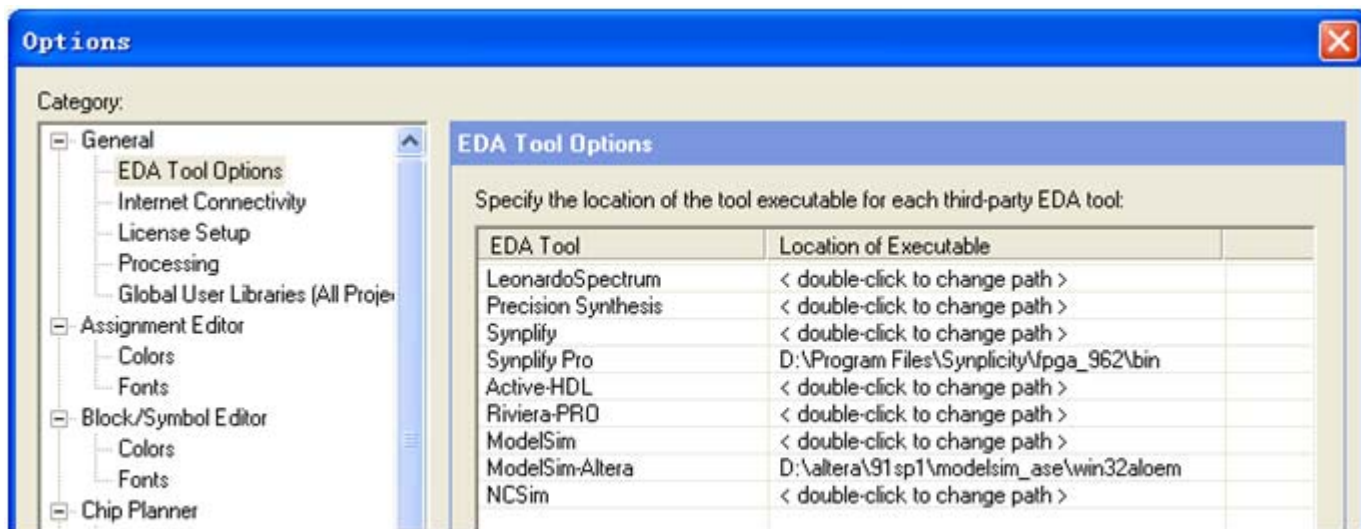 Options
Category:
General
EDA Tool Options
Internet Connectivity
License Setup
Processing
Global User Libraries (All Proje
Assignment Editor
Colors
Fonts
Block/Symbol Editor
Colors
Fonts
Chip Planner
EDA Tool Options
Specify the location of the tool executable for each third-party EDA tool:
EDA Tool Location of Executable
LeonardoSpectrum < double-click to change path >
Precision Synthesis < double-click to change path >
Synplify < double-click to change path >
Synplify Pro D:\Program Files\Synplicity\fpga_962\bin
Active-HDL < double-click to change path >
Riviera-PRO < double-click to change path >
ModelSim < double-click to change path >
ModelSim-Altera D:\altera\91sp1\modelsim_ase\win32aloem
NCSim < double-click to change path >